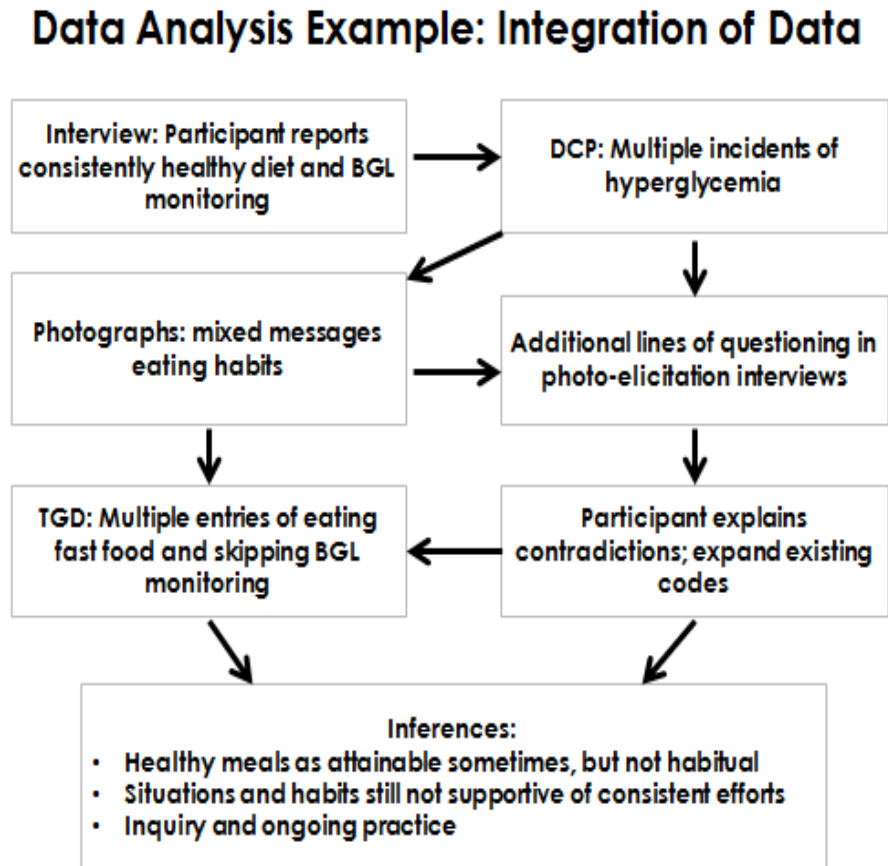 Data Analysis Example: Integration of Data
Interview: Participant reports
consistently healthy diet and BGL
monitoring
DCP: Multiple incidents of
hyperglycemia
Photographs: mixed messages
eating habits
Additional lines of questioning in
photo-elicitation interviews
TGD: Multiple entries of eating
fast food and skipping BGL
monitoring
Participant explains
contradictions; expand existing
codes
Inferences:
• Healthy meals as attainable sometimes, but not habitual
• Situations and habits still not supportive of consistent efforts
• Inquiry and ongoing practice